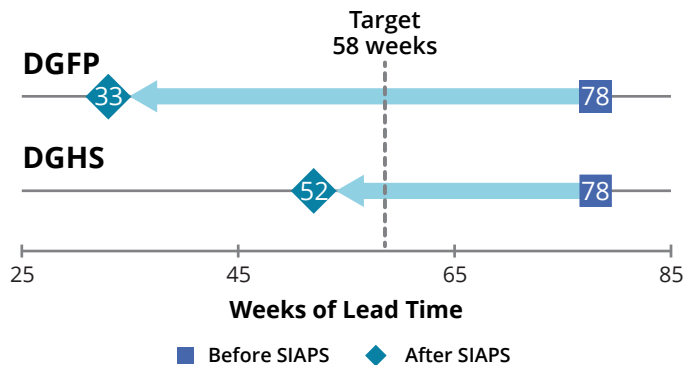 Target
58 weeks
DGFP
33
78
DGHS
52
78
25 45 65 85
Weeks of Lead Time
Before SIAPS After SIAPS